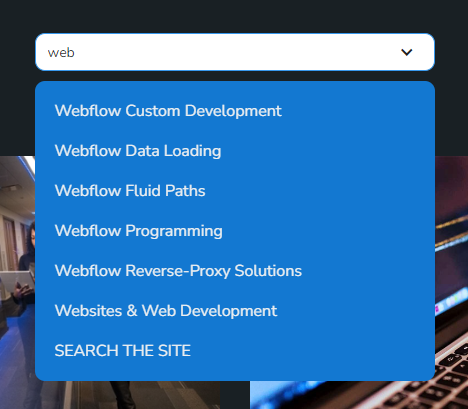 web
Webflow Custom Development
Webflow Data Loading
Webflow Fluid Paths
Webflow Programming
Webflow Reverse-Proxy Solutions
Websites & Web Development
SEARCH THE SITE